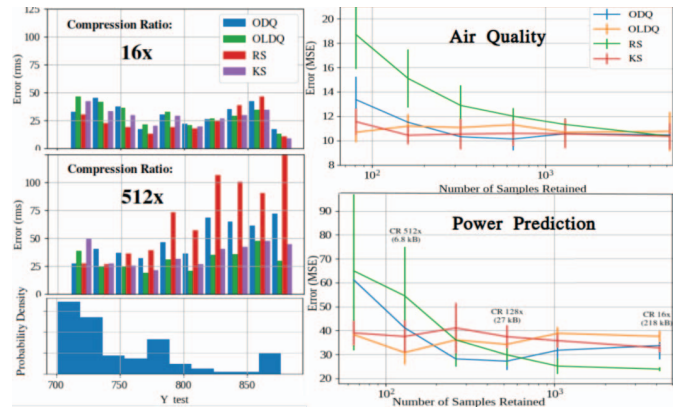 Compression Ratio:
16x
ODQ
OLDQ
RS
KS
Error (rms)
125
100
75
50
25
0
Compression Ratio:
512x
Error (rms)
125
100
75
50
25
0
Probability Density
700
750
800
850
Y test
Air Quality
ODQ
OLDQ
RS
KS
Error (MSE)
20
18
16
14
12
10
8
10²
10³
Number of Samples Retained
Power Prediction
CR 512x
(6.8 kB)
CR 128x
(27 kB)
CR 16x
(218 kB)
Error (MSE)
90
80
70
60
50
40
30
20
10²
10³
Number of Samples Retained